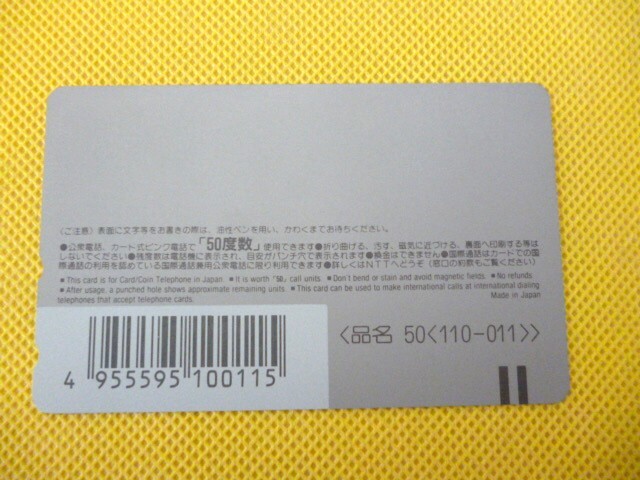 〈ご注意〉表面に文字等をお書きの際は、油性ペンを用い、かわくまでお待ちください。
●公衆電話、カード式ピンク電話で「50度数」使用できます●折り曲げる、汚す、磁気に近づける、裏面へ印刷する等は
しないでください●残度数は電話機に表示され、目安がパンチ穴で表示されます●換金はできません●国際通話はカードでの国
際通話の利用を認めている国際通話兼用公衆電話に限り利用できます●詳しくはNTTへどうぞ(窓口の約款もご覧ください)
●This card is for Card/Coin Telephone in Japan. ●It is worth "50" call units. ●Don't bend or stain and avoid magnetic fields. ●No refunds
●After usage, a punched hole shows approximate remaining units. ●This card can be used to make international calls at international dialing
telephones that accept telephone cards.
Made in Japan
〈品名 50〈110-011〉〉
4 955595 100115